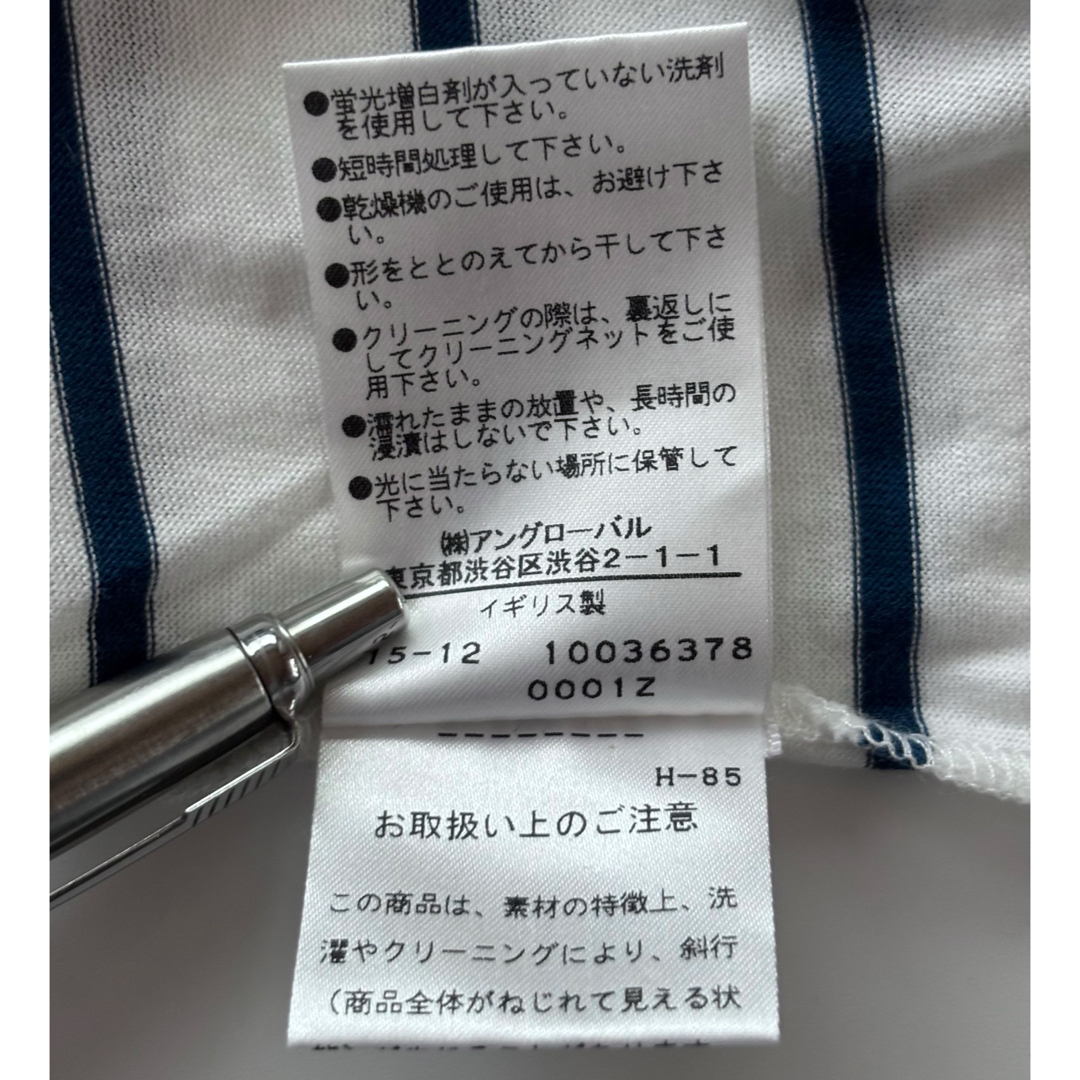 ●蛍光増白剤が入っていない洗剤
を使用して下さい。
●短時間処理して下さい。
●乾燥機のご使用は、お避け下さ
い。
●形をととのえてから干して下さ
い。
●クリーニングの際は、裏返しに
してクリーニングネットをご使
用下さい。
●濡れたままの放置や、長時間の
浸漬はしないで下さい。
●光に当たらない場所に保管して
下さい。
㈱アングローバル
東京都渋谷区渋谷2-1-1
イギリス製
15-12 10036378
0001Z
--------
H-85
お取扱い上のご注意
この商品は、素材の特徴上、洗
濯やクリーニングにより、斜行
(商品全体がねじれて見える状